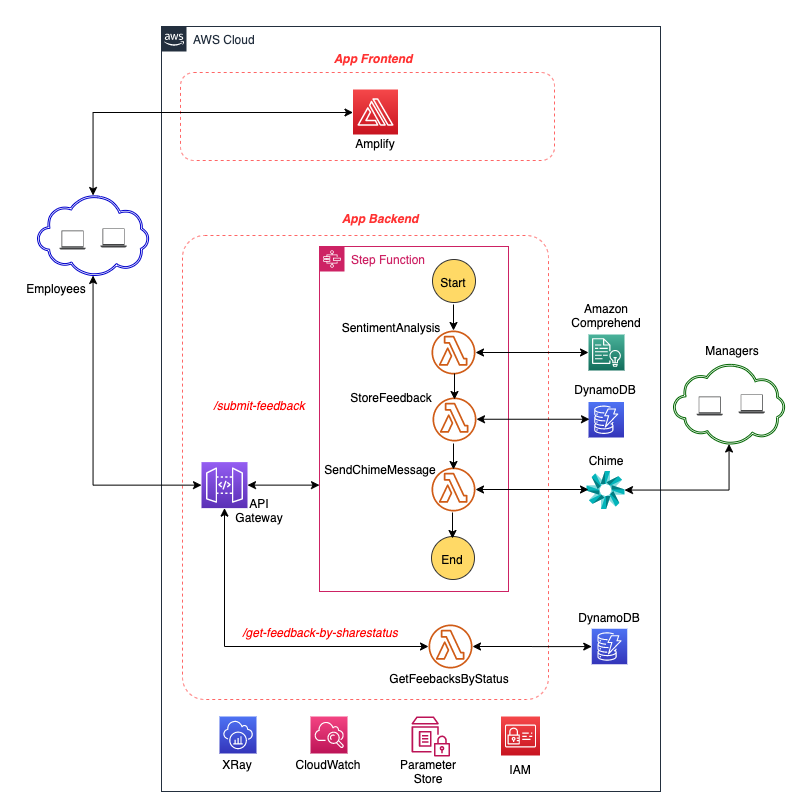 aws
AWS Cloud
App Frontend
Amplify
App Backend
Employees
Step Function
Start
SentimentAnalysis
Amazon
Comprehend
StoreFeedback
DynamoDB
Managers
/submit-feedback
SendChimeMessage
Chime
API
Gateway
End
/get-feedback-by-sharestatus
DynamoDB
GetFeebacksByStatus
XRay
CloudWatch
Parameter
Store
IAM